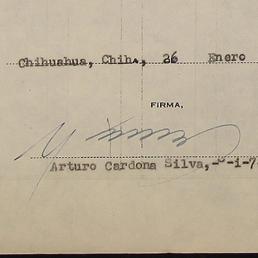 Chihuahua, Chih., 26 Enero
FIRMA,
Arturo Cardona Silva,